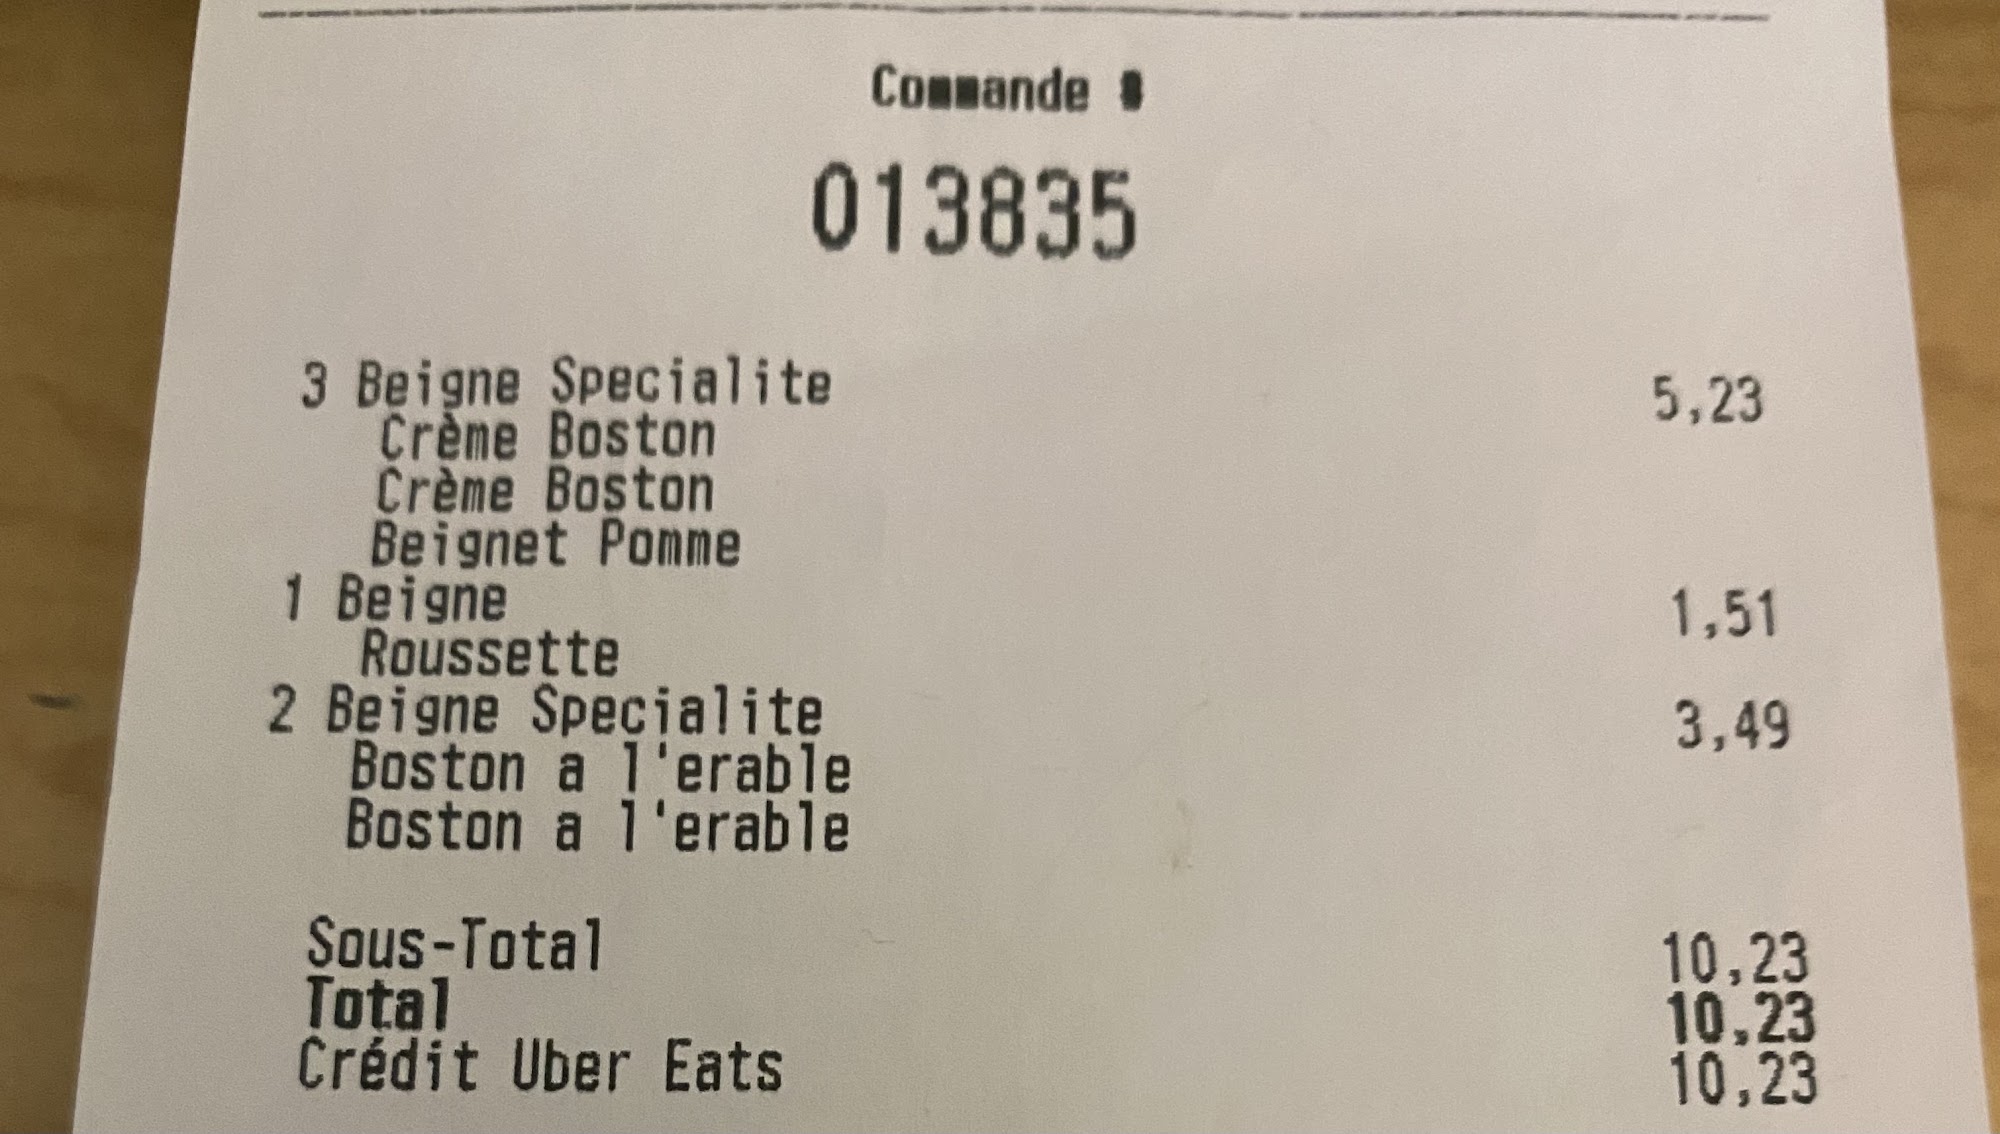 Commande #
013835
3 Beigne Specialite 5,23
Crème Boston
Crème Boston
Beignet Pomme
1 Beigne 1,51
Roussette
2 Beigne Specialite 3,49
Boston a l'erable
Boston a l'erable
Sous-Total 10,23
Total 10,23
Crédit Uber Eats 10,23